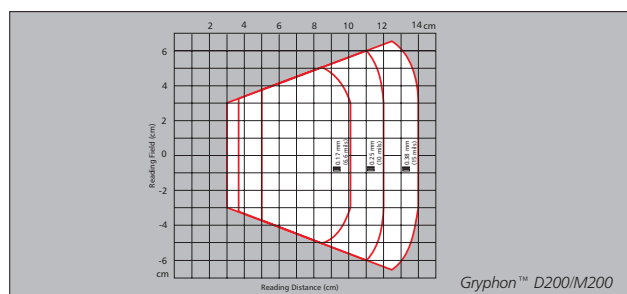 2 4 6 8 10 12 14 cm
6
4
2
0
-2
-4
-6
cm
Reading Field (cm)
0.17 mm
(6.6 mils)
0.25 mm
(10 mils)
0.38 mm
(15 mils)
Reading Distance (cm)
Gryphon™ D200/M200